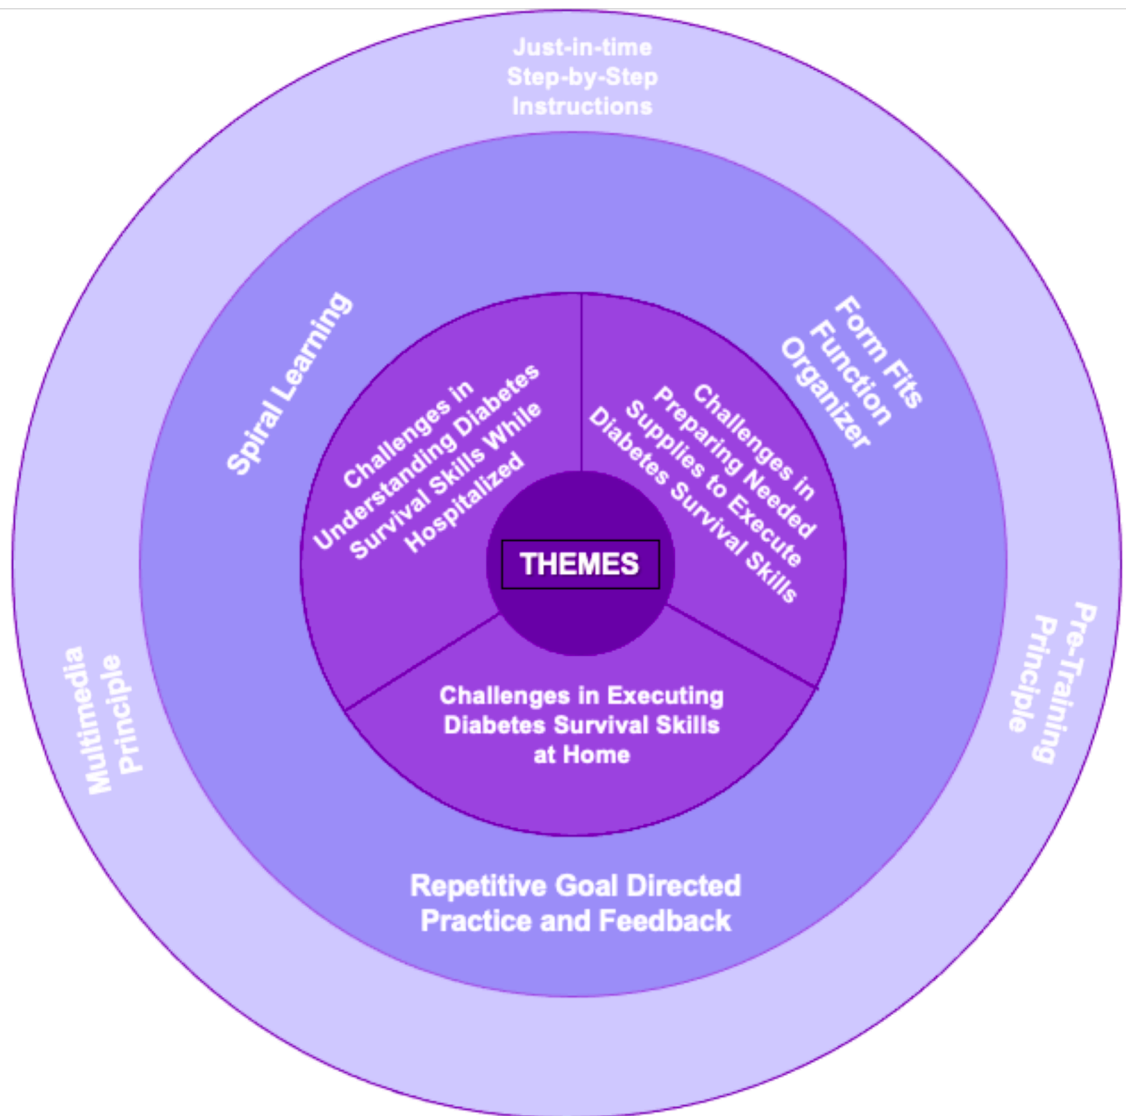 Just-in-time
Step-by-Step
Instructions
Spiral Learning
Form Fits
Function
Organizer
Challenges in
Understanding Diabetes
Survival Skills While
Hospitalized
Challenges in
Preparing Needed
Supplies to Execute
Diabetes Survival Skills
THEMES
Challenges in Executing
Diabetes Survival Skills
at Home
Multimedia
Principle
Pre-Training
Principle
Repetitive Goal Directed
Practice and Feedback